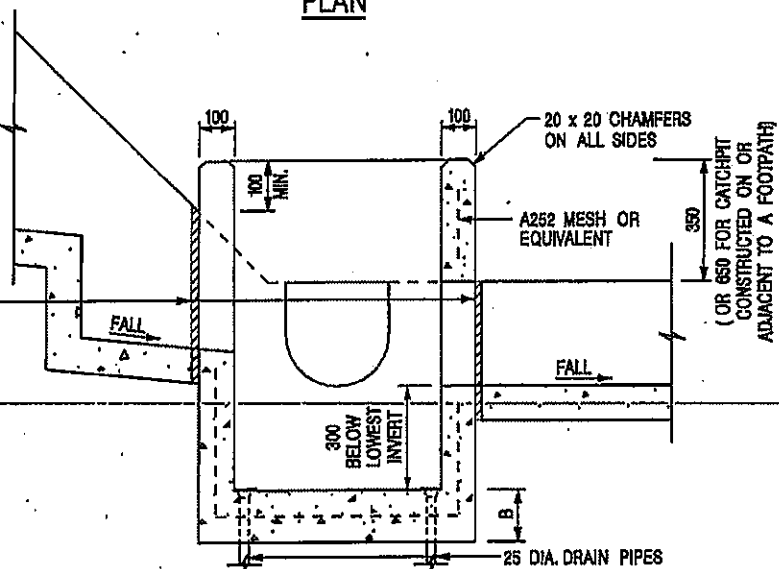 PLAN
100
100
20 x 20 CHAMFERS
ON ALL SIDES
100
MIN.
A252 MESH OR
EQUIVALENT
350
(OR 650 FOR CATCHPIT
CONSTRUCTED ON OR
ADJACENT TO A FOOTPATH)
FALL
FALL
300
BELOW
LOWEST
INVERT
B
25 DIA. DRAIN PIPES